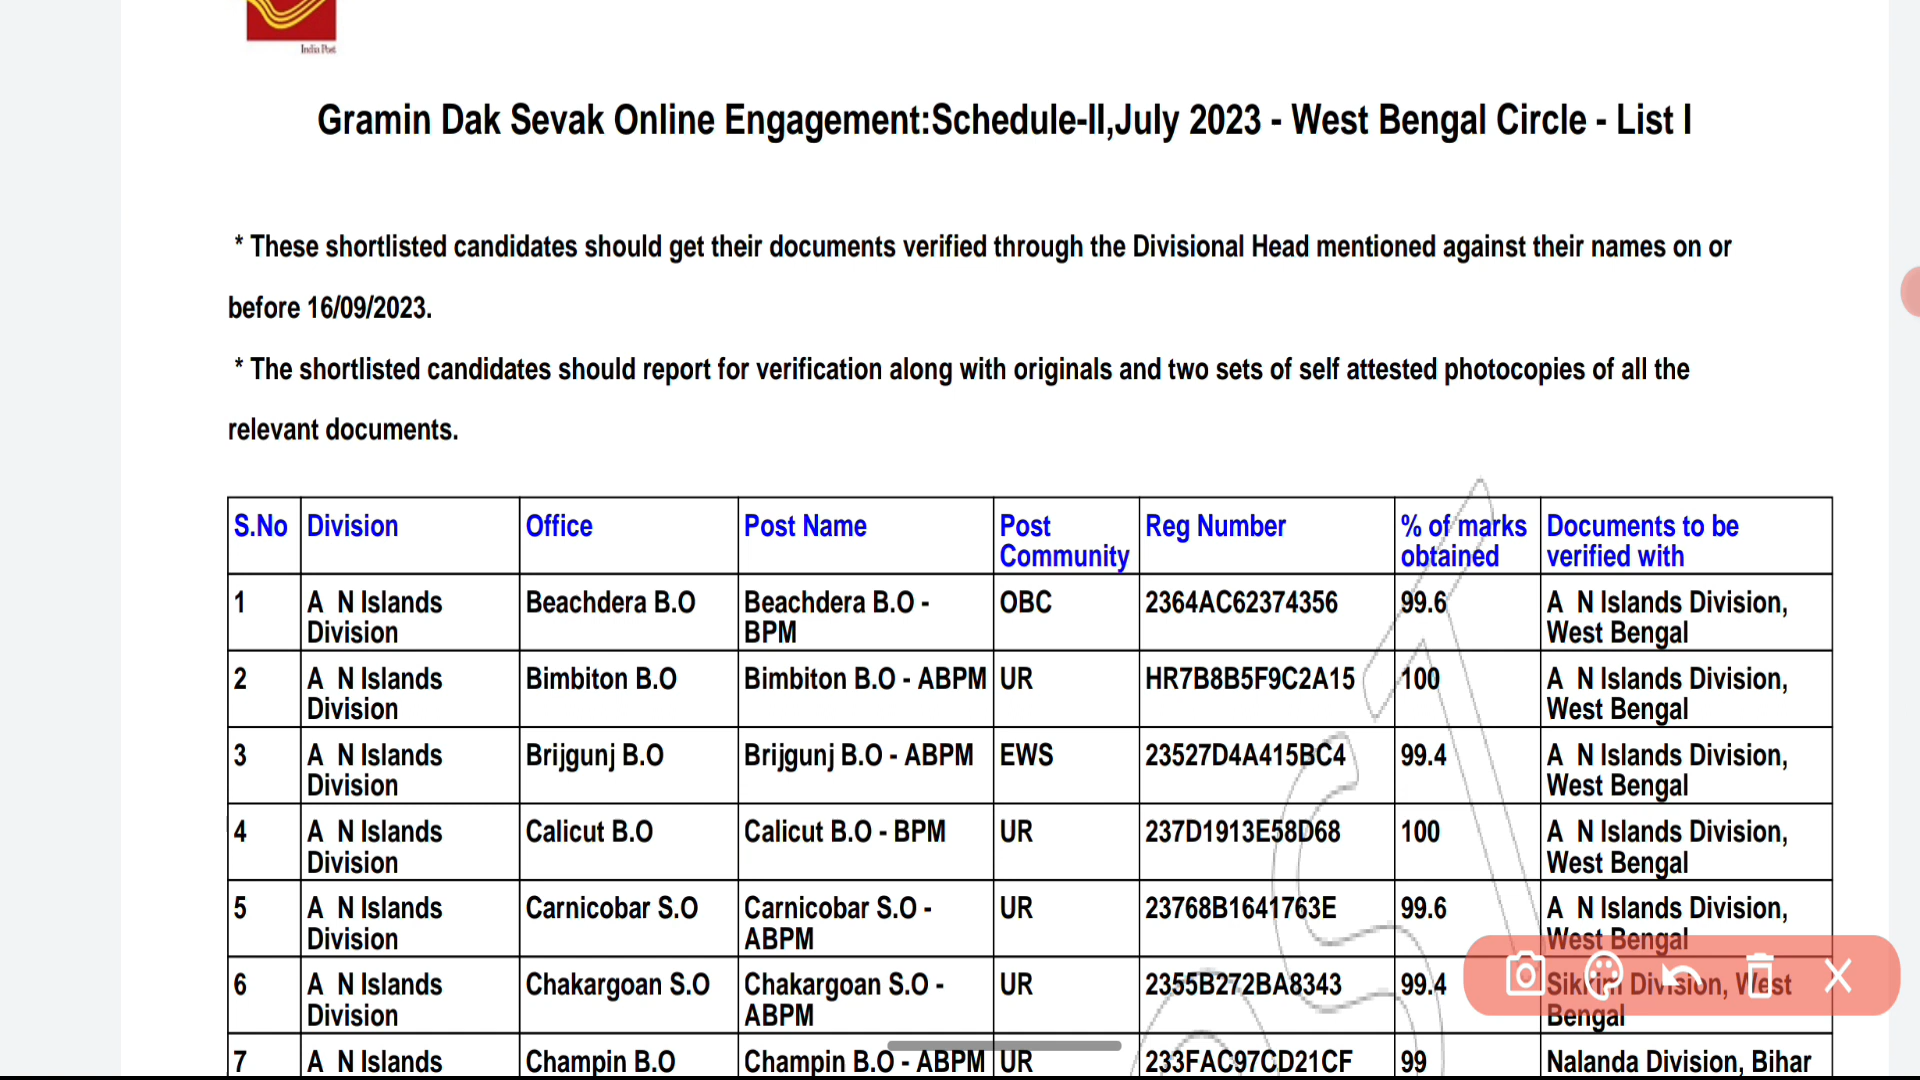 India Post
Gramin Dak Sevak Online Engagement:Schedule-II,July 2023 - West Bengal Circle - List I
* These shortlisted candidates should get their documents verified through the Divisional Head mentioned against their names on or
before 16/09/2023.
* The shortlisted candidates should report for verification along with originals and two sets of self attested photocopies of all the
relevant documents.
S.No Division Office Post Name Post Reg Number % of marks Documents to be
Community obtained verified with
1 A N Islands Beachdera B.O Beachdera B.O - OBC 2364AC62374356 99.6 A N Islands Division,
Division BPM West Bengal
2 A N Islands Bimbiton B.O Bimbiton B.O - ABPM UR HR7B8B5F9C2A15 100 A N Islands Division,
Division West Bengal
3 A N Islands Brijgunj B.O Brijgunj B.O - ABPM EWS 23527D4A415BC4 99.4 A N Islands Division,
Division West Bengal
4 A N Islands Calicut B.O Calicut B.O - BPM UR 237D1913E58D68 100 A N Islands Division,
Division West Bengal
5 A N Islands Carnicobar S.O Carnicobar S.O - UR 23768B1641763E 99.6 A N Islands Division,
Division ABPM West Bengal
6 A N Islands Chakargoan S.O Chakargoan S.O - UR 2355B272BA8343 99.4 Sikkim Division, West
Division ABPM Bengal
7 A N Islands Champin B.O Champin B.O - ABPM UR 233FAC97CD21CF 99 Nalanda Division, Bihar